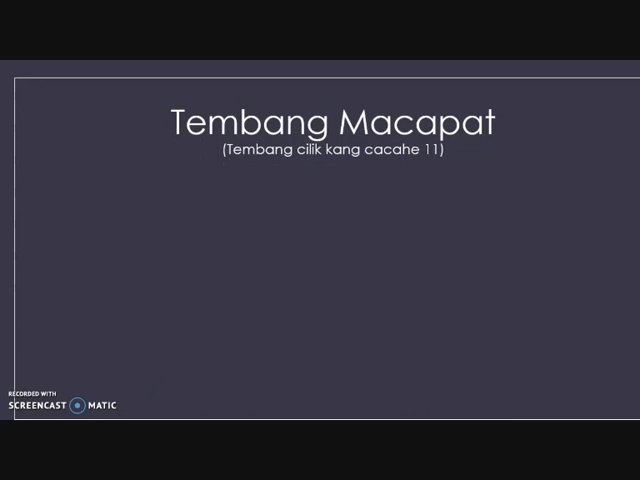 Tembang Macapat
(Tembang cilik kang cacahe 11)
RECORDED WITH
SCREENCAST MATIC